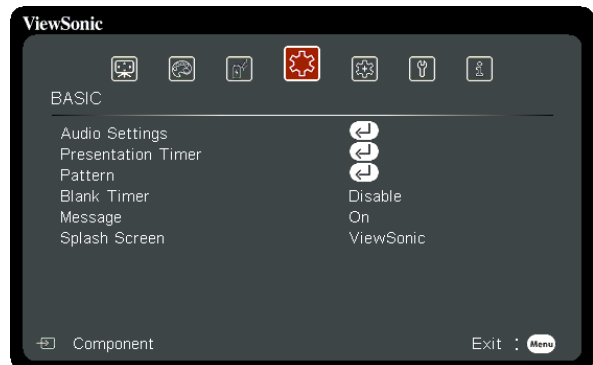 ViewSonic
BASIC
Audio Settings
Presentation Timer
Pattern
Blank Timer Disable
Message On
Splash Screen ViewSonic
Component Exit : Menu